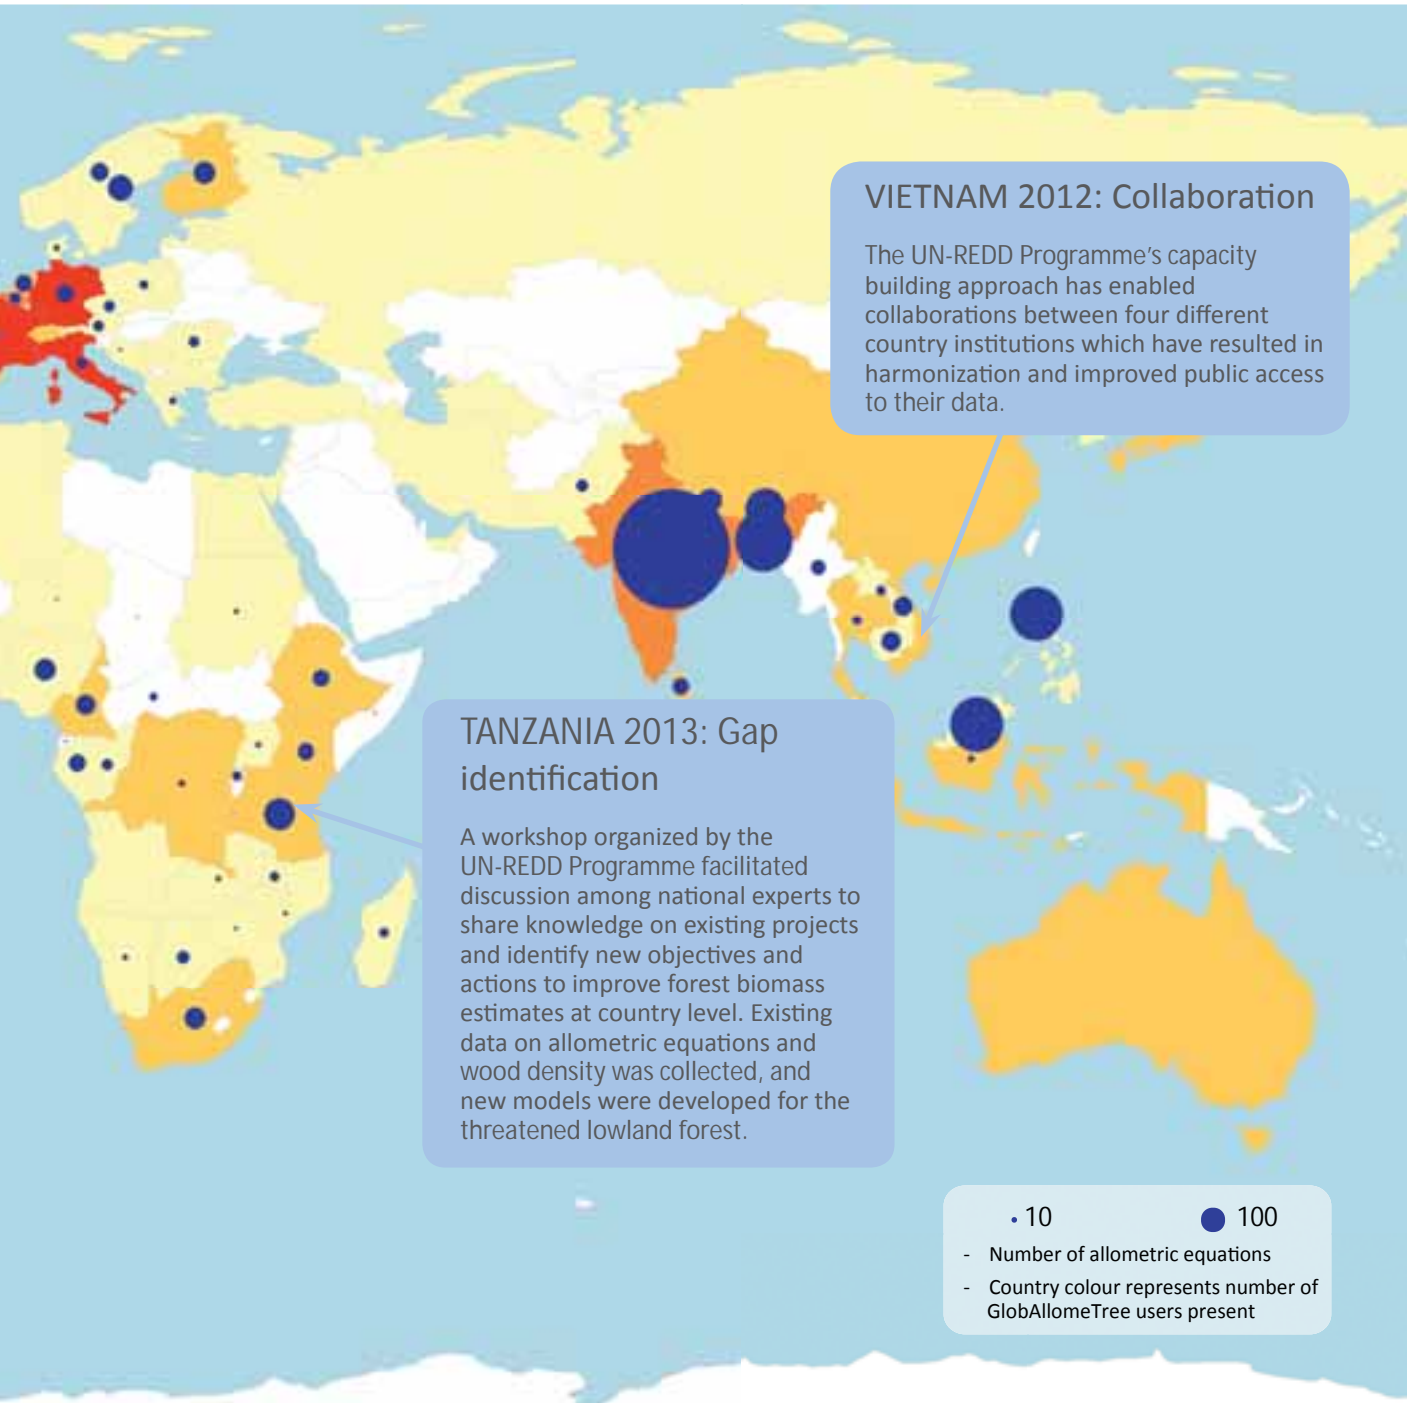 VIETNAM 2012: Collaboration
The UN-REDD Programme's capacity
building approach has enabled
collaborations between four different
country institutions which have resulted in
harmonization and improved public access
to their data.
TANZANIA 2013: Gap
identification
A workshop organized by the
UN-REDD Programme facilitated
discussion among national experts to
share knowledge on existing projects
and identify new objectives and
actions to improve forest biomass
estimates at country level. Existing
data on allometric equations and
wood density was collected, and
new models were developed for the
threatened lowland forest.
10 100
- Number of allometric equations
- Country colour represents number of
GlobAllomeTree users present